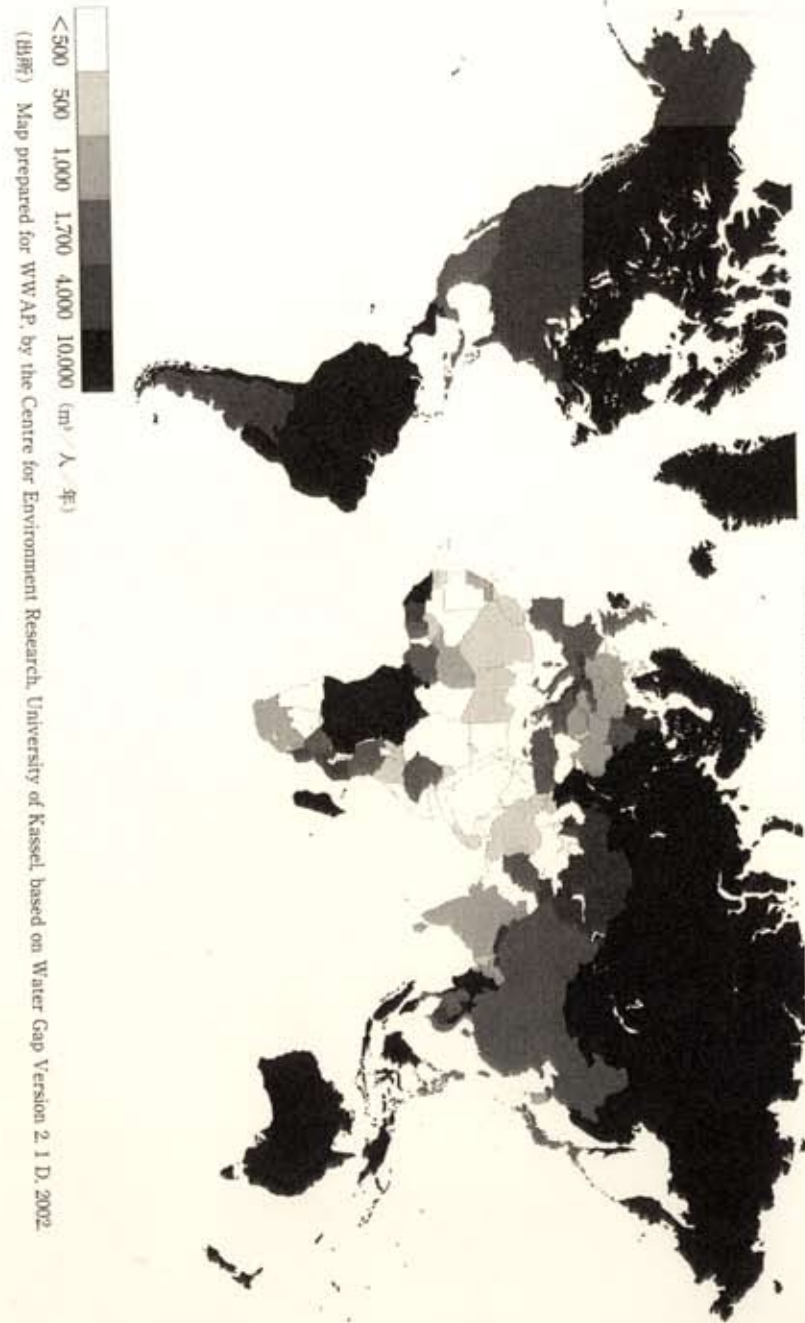 <500 500 1,000 1,700 4,000 10,000 (m³／人／年)
(出所) Map prepared for WWAP, by the Centre for Environment Research, University of Kassel, based on Water Gap Version 2. 1 D, 2002.